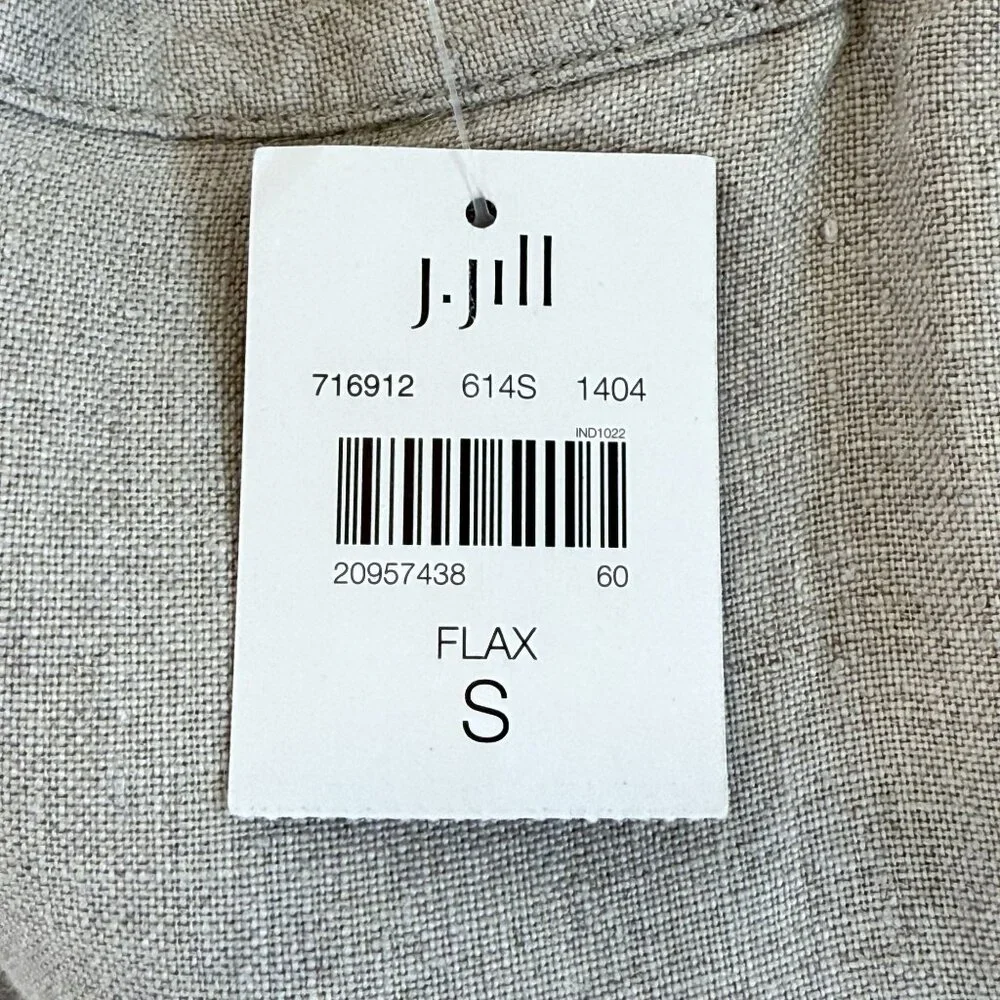 J.Jill
716912 614S 1404
IND1022
20957438 60
FLAX
S